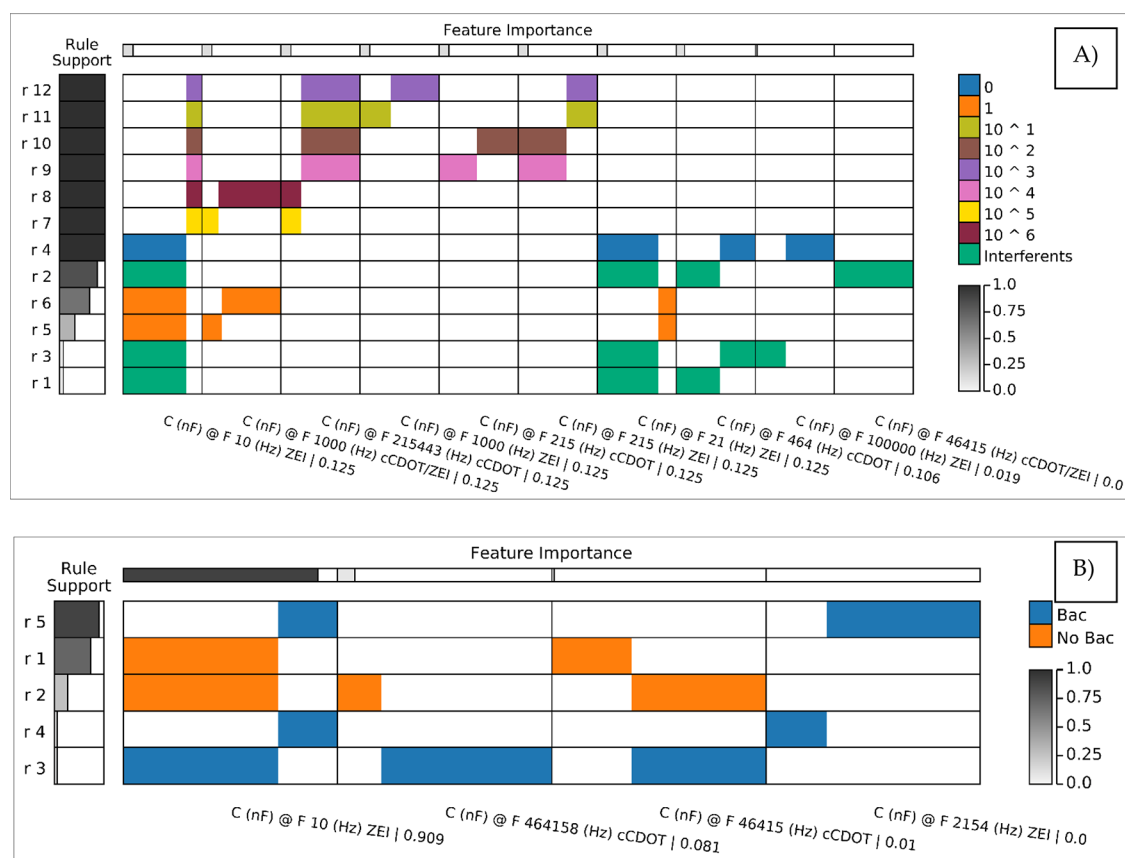 Feature Importance
A)
Rule
Support
r 12
r 11
r 10
r 9
r 8
r 7
r 4
r 2
r 6
r 5
r 3
r 1
0
1
10 ^ 1
10 ^ 2
10 ^ 3
10 ^ 4
10 ^ 5
10 ^ 6
Interferents
1.0
0.75
0.5
0.25
0.0
C (nF) @ F 10 (Hz) ZEI | 0.125
C (nF) @ F 1000 (Hz) cCDOT/ZEI | 0.125
C (nF) @ F 215443 (Hz) cCDOT | 0.125
C (nF) @ F 1000 (Hz) ZEI | 0.125
C (nF) @ F 215 (Hz) cCDOT | 0.125
C (nF) @ F 215 (Hz) ZEI | 0.125
C (nF) @ F 21 (Hz) ZEI | 0.125
C (nF) @ F 464 (Hz) cCDOT | 0.106
C (nF) @ F 100000 (Hz) ZEI | 0.019
C (nF) @ F 46415 (Hz) cCDOT/ZEI | 0.0
Feature Importance
B)
Rule
Support
r 5
r 1
r 2
r 4
r 3
Bac
No Bac
1.0
0.75
0.5
0.25
0.0
C (nF) @ F 10 (Hz) ZEI | 0.909
C (nF) @ F 464158 (Hz) cCDOT | 0.081
C (nF) @ F 46415 (Hz) cCDOT | 0.01
C (nF) @ F 2154 (Hz) ZEI | 0.0